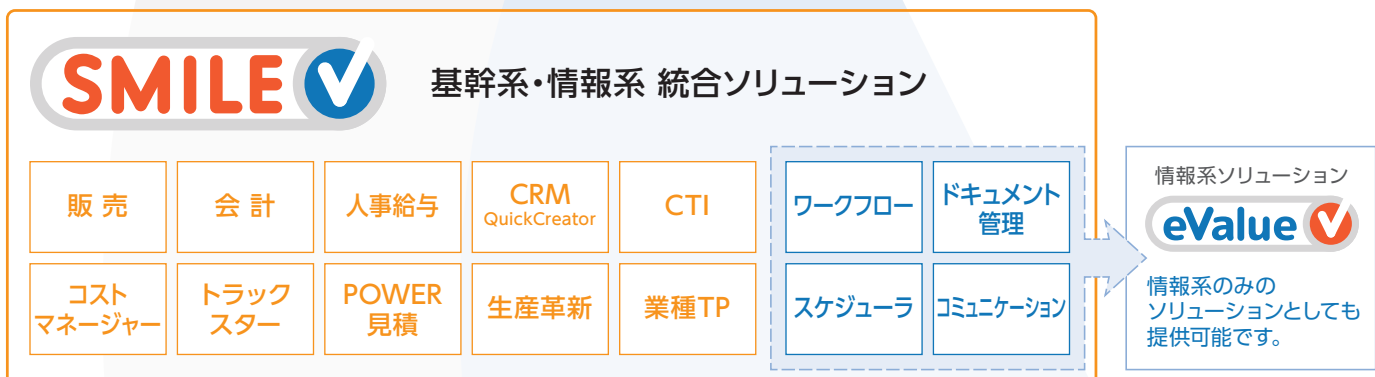 SMILE V
基幹系・情報系 統合ソリューション
販 売
会 計
人事給与
CRM
QuickCreator
CTI
ワークフロー
ドキュメント
管理
コスト
マネージャー
トラック
スター
POWER
見積
生産革新
業種TP
スケジューラ
コミュニケーション
情報系ソリューション
eValue V
情報系のみの
ソリューションとしても
提供可能です。